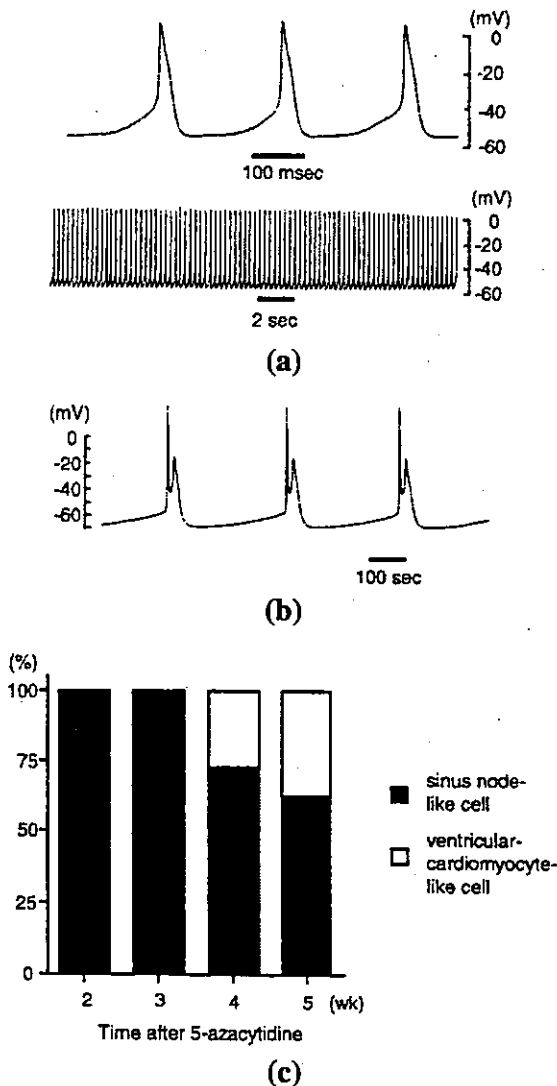 (mV)
0
-20
-40
-60
100 msec
(mV)
0
-20
-40
-60
2 sec
(a)
(mV)
0
-20
-40
-60
100 sec
(b)
(%)
100
75
50
25
0
2 3 4 5 (wk)
Time after 5-azacytidine
sinus node-
like cell
ventricular-
cardiomyocyte-
like cell
(c)